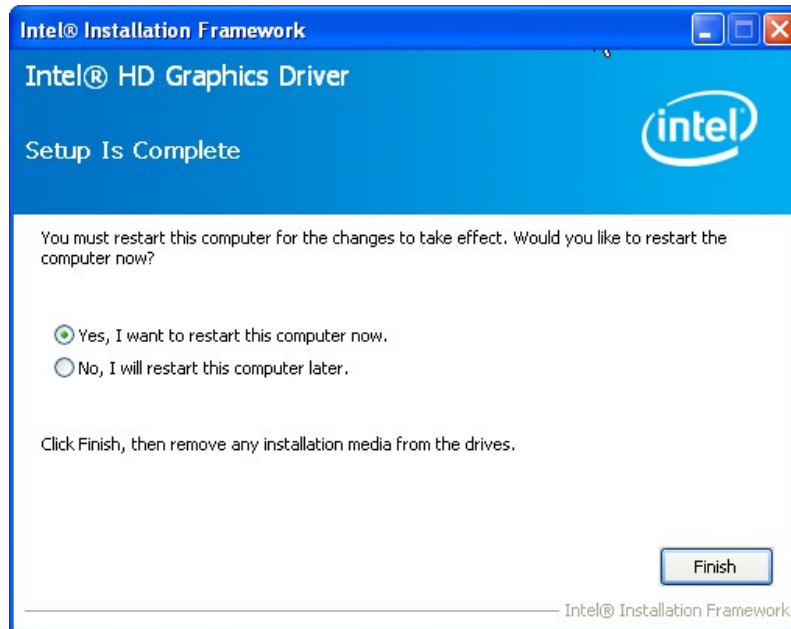 Intel® Installation Framework
Intel® HD Graphics Driver
intel
Setup Is Complete
You must restart this computer for the changes to take effect. Would you like to restart the
computer now?
Yes, I want to restart this computer now.
No, I will restart this computer later.
Click Finish, then remove any installation media from the drives.
Finish
Intel® Installation Framework